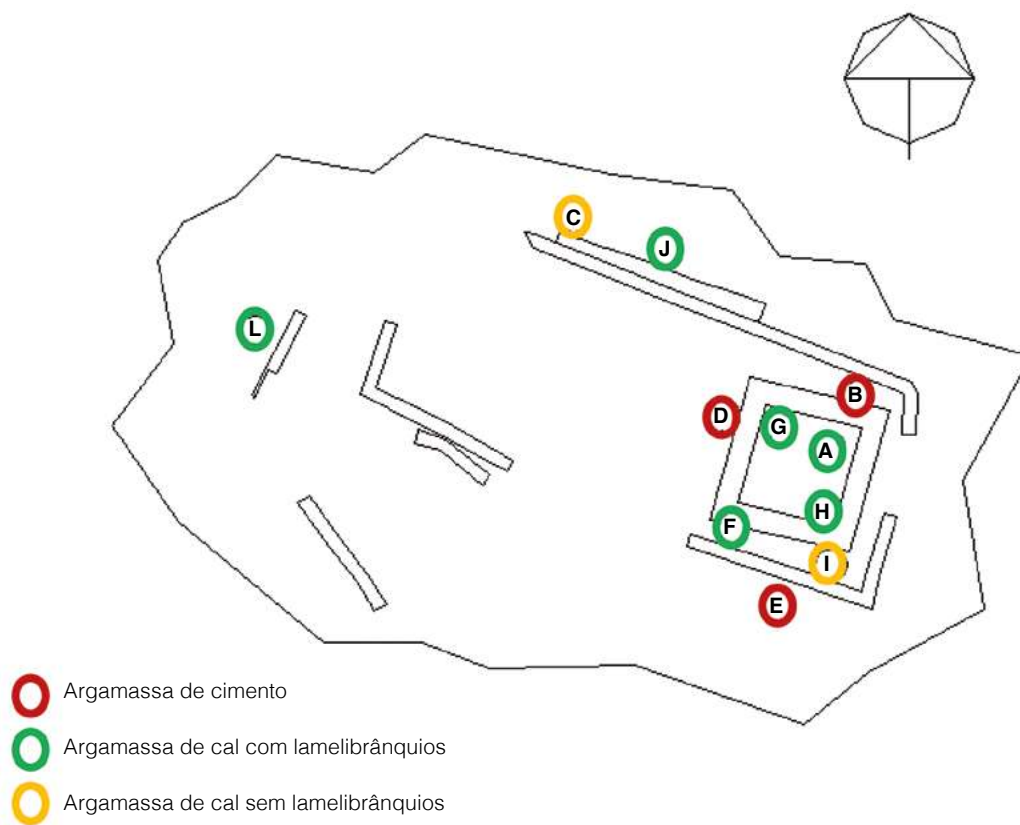 C
J
L
B
D
G
A
H
F
I
E
Argamassa de cimento
Argamassa de cal com lamelibrânquios
Argamassa de cal sem lamelibrânquios